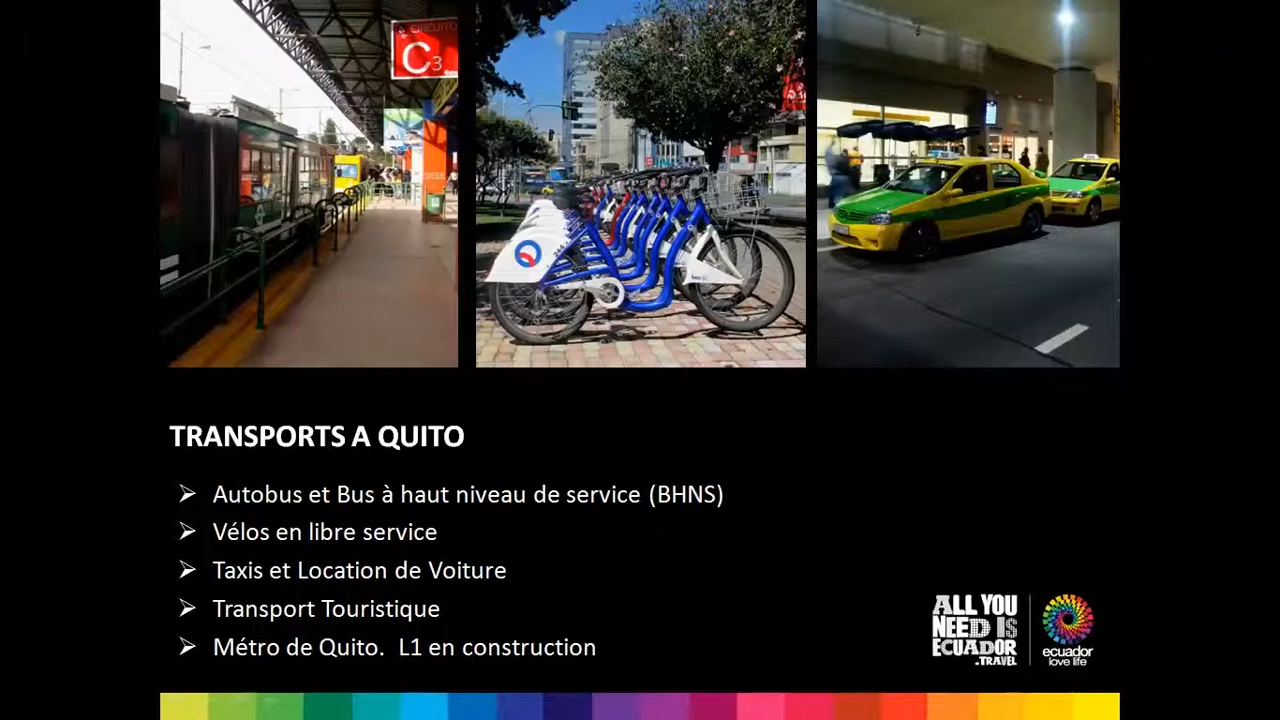 CIRCUITO
C3
TRANSPORTS A QUITO
Autobus et Bus à haut niveau de service (BHNS)
Vélos en libre service
Taxis et Location de Voiture
Transport Touristique
Métro de Quito. L1 en construction
ALL YOU
NEED IS
ECUADOR
.TRAVEL
ecuador
love life